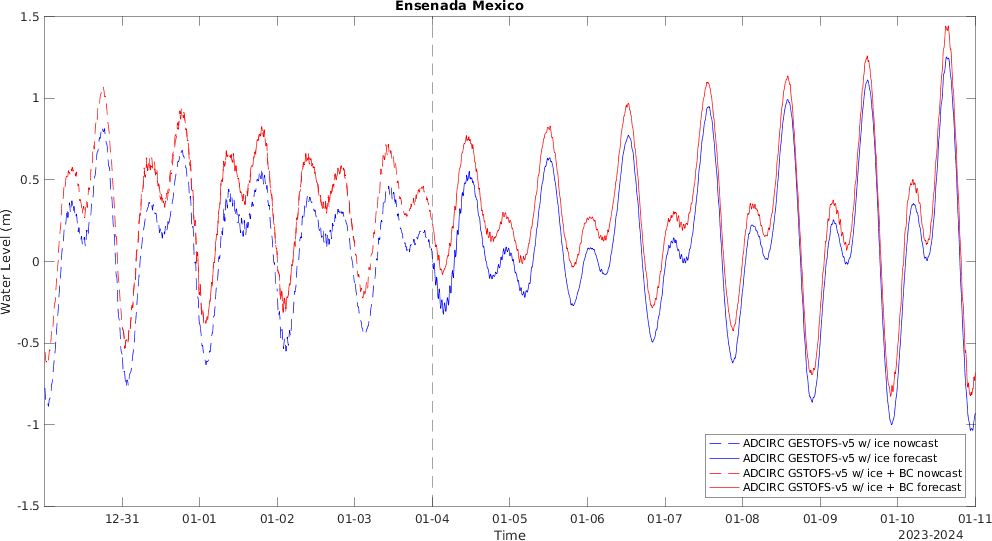 Ensenada Mexico
1.5
1
0.5
0
-0.5
-1
-1.5
Water Level (m)
12-31 01-01 01-02 01-03 01-04 01-05 01-06 01-07 01-08 01-09 01-10 01-11
Time
2023-2024
ADCIRC GESTOFS-v5 w/ ice nowcast
ADCIRC GESTOFS-v5 w/ ice forecast
ADCIRC GSTOFS-v5 w/ ice + BC nowcast
ADCIRC GSTOFS-v5 w/ ice + BC forecast